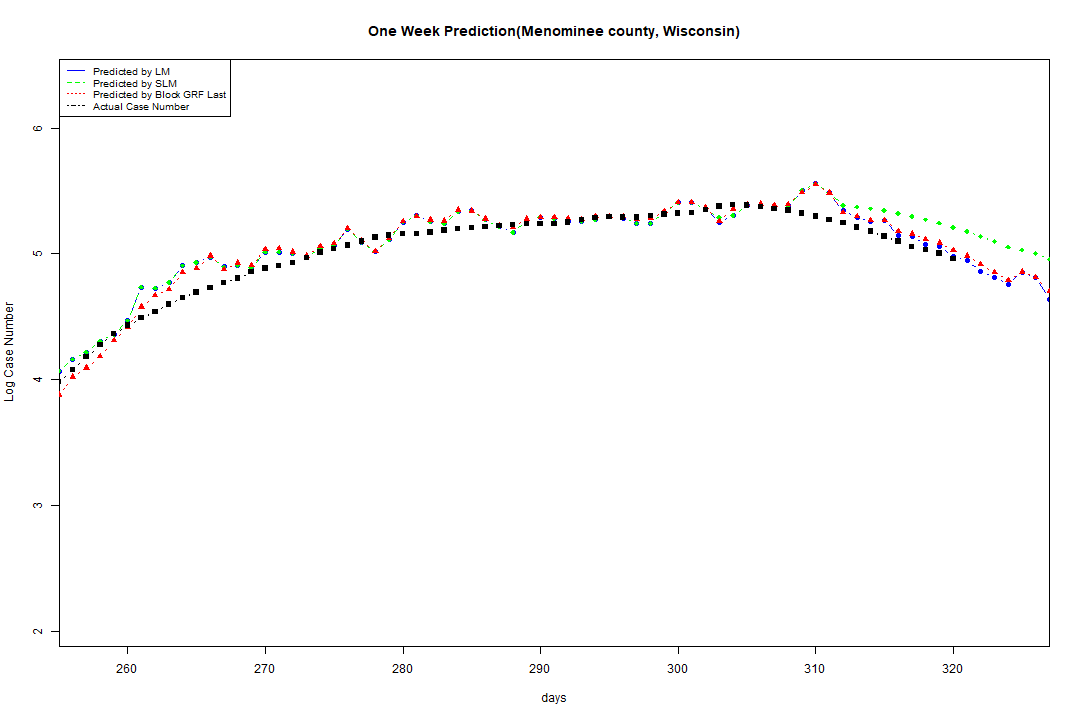 One Week Prediction(Menominee county, Wisconsin)
Predicted by LM
Predicted by SLM
Predicted by Block GRF Last
Actual Case Number
6
5
4
3
2
Log Case Number
260 270 280 290 300 310 320
days